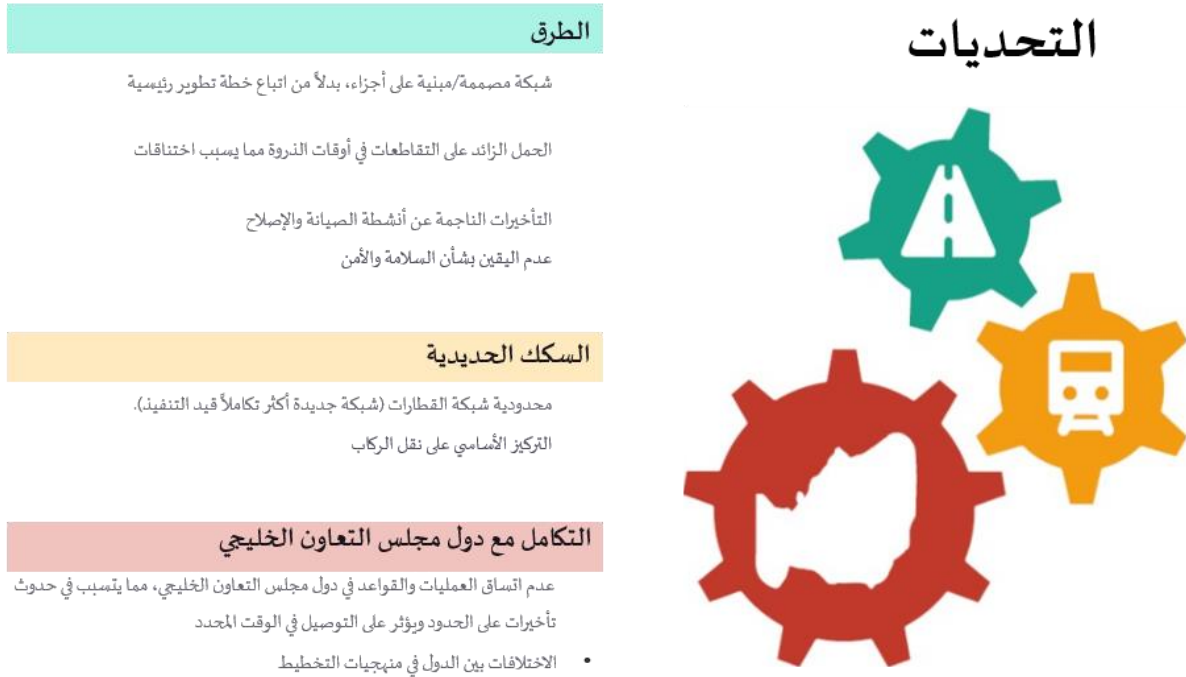 التحديات
الطرق
شبكة مصممة/مبنية على أجزاء، بدلاً من اتباع خطة تطوير رئيسية
الحمل الزائد على التقاطعات في أوقات الذروة مما يسبب اختناقات
التأخيرات الناجمة عن أنشطة الصيانة والإصلاح
عدم اليقين بشأن السلامة والأمن
السكك الحديدية
محدودية شبكة القطارات (شبكة جديدة أكثر تكاملاً قيد التنفيذ).
التركيز الأساسي على نقل الركاب
التكامل مع دول مجلس التعاون الخليجي
عدم اتساق العمليات والقواعد في دول مجلس التعاون الخليجي، مما يتسبب في حدوث
تأخيرات على الحدود ويؤثر على التوصيل في الوقت المحدد
• الاختلافات بين الدول في منهجيات التخطيط